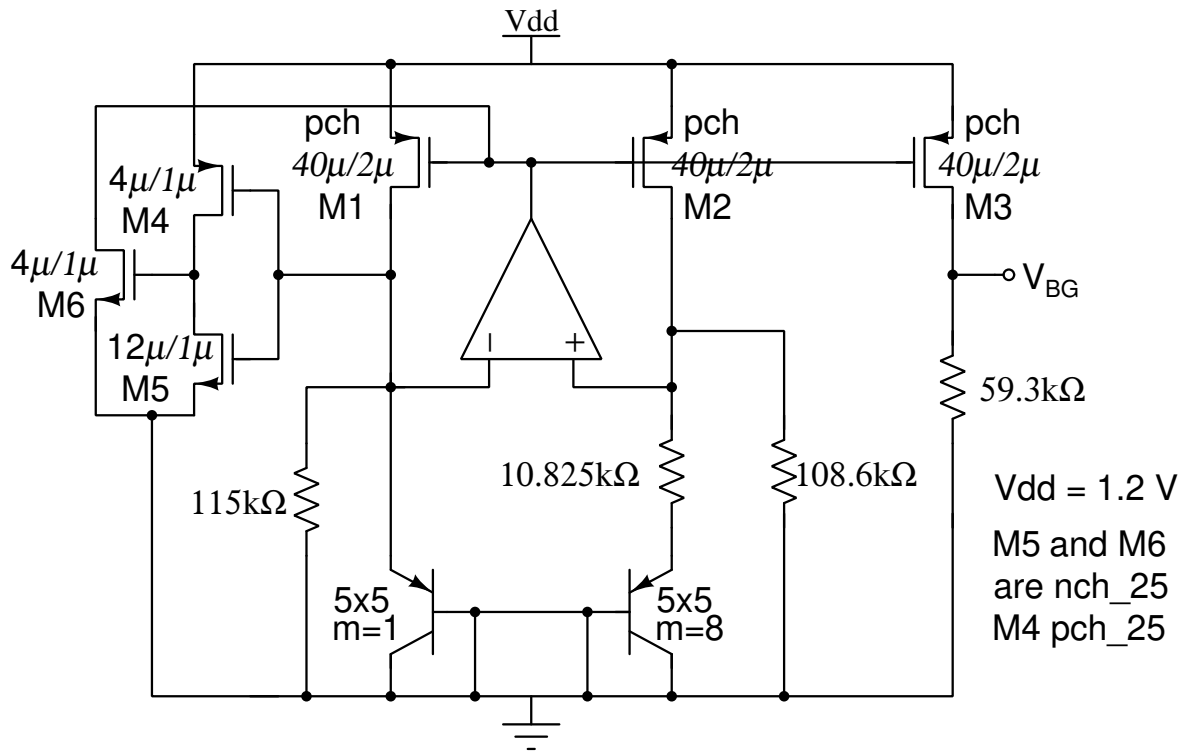 Vdd
pch
40μ/2μ
M1
pch
40μ/2μ
M2
pch
40μ/2μ
M3
4μ/1μ
M4
4μ/1μ
M6
12μ/1μ
M5
V_BG
− +
59.3kΩ
115kΩ
10.825kΩ
108.6kΩ
5x5
m=1
5x5
m=8
Vdd = 1.2 V
M5 and M6
are nch_25
M4 pch_25